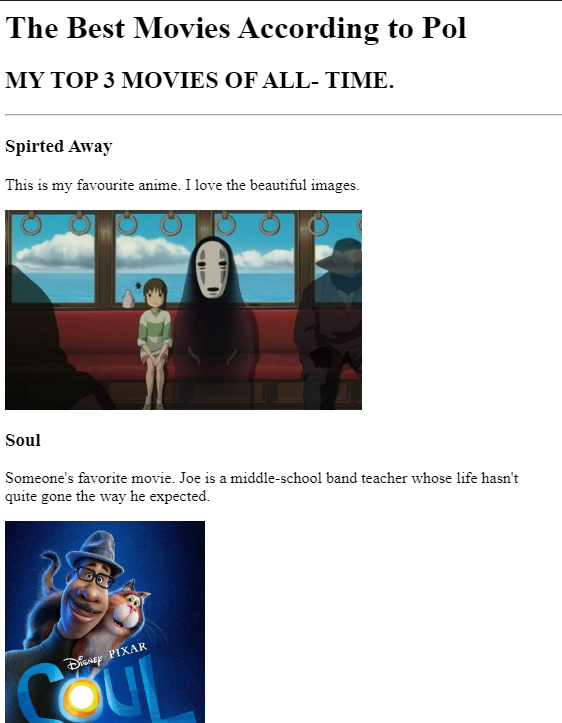 The Best Movies According to Pol
MY TOP 3 MOVIES OF ALL- TIME.
Spirted Away
This is my favourite anime. I love the beautiful images.
Soul
Someone's favorite movie. Joe is a middle-school band teacher whose life hasn't
quite gone the way he expected.
Disney · PIXAR
SOUL